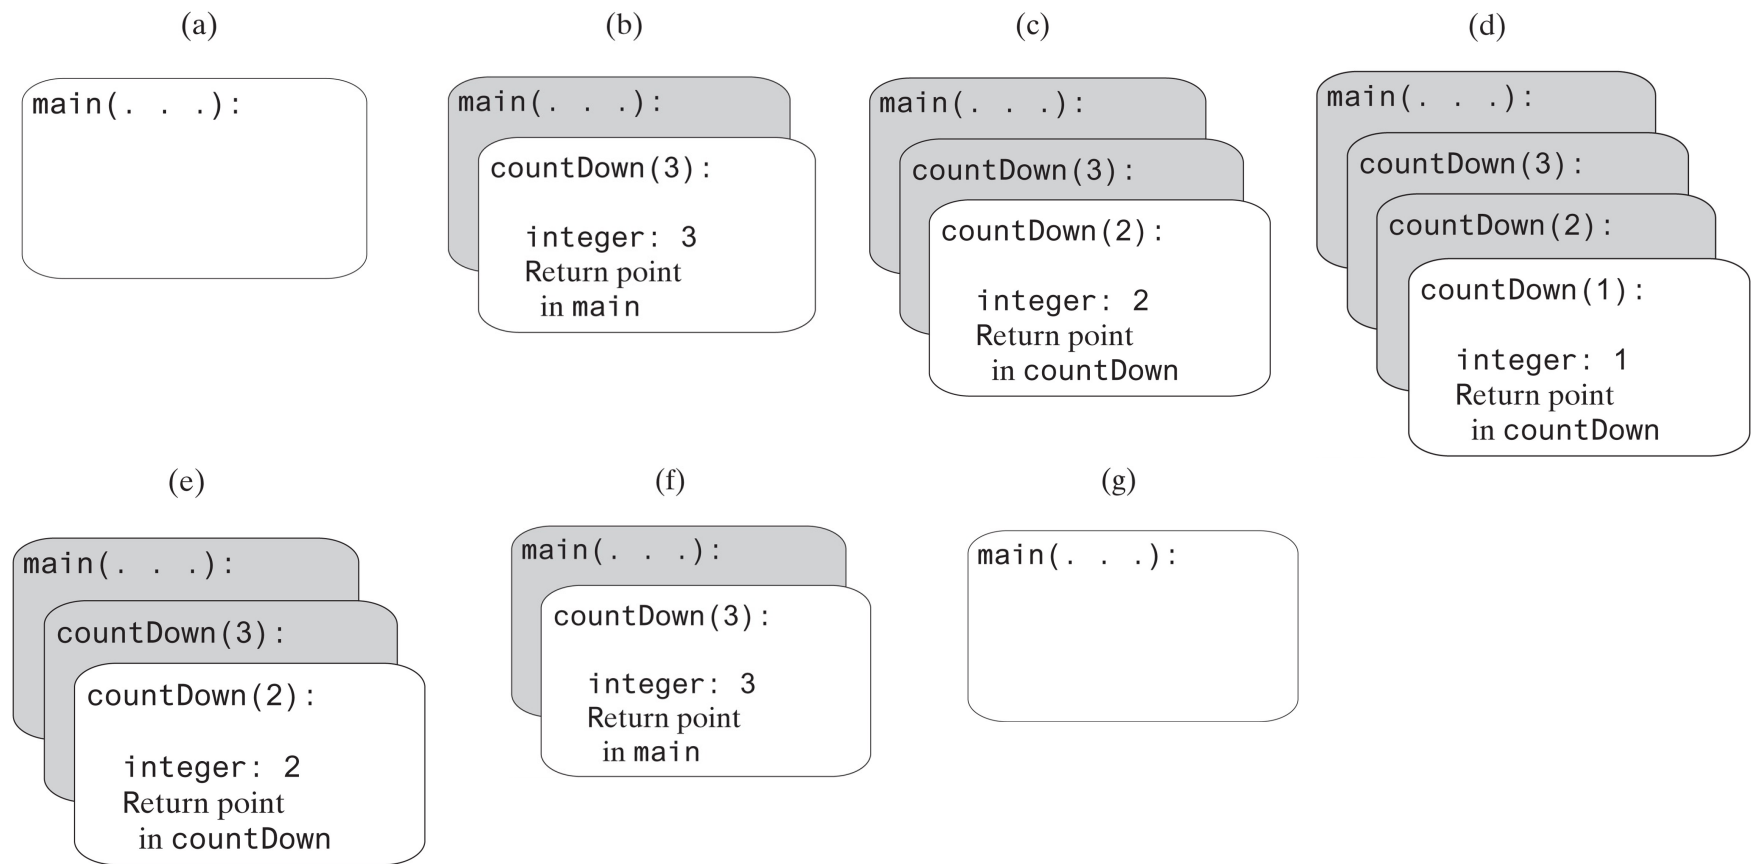 (a)
main(. . .):
(b)
main(. . .):
countDown(3):
integer: 3
Return point
in main
(c)
main(. . .):
countDown(3):
countDown(2):
integer: 2
Return point
in countDown
(d)
main(. . .):
countDown(3):
countDown(2):
countDown(1):
integer: 1
Return point
in countDown
(e)
main(. . .):
countDown(3):
countDown(2):
integer: 2
Return point
in countDown
(f)
main(. . .):
countDown(3):
integer: 3
Return point
in main
(g)
main(. . .):